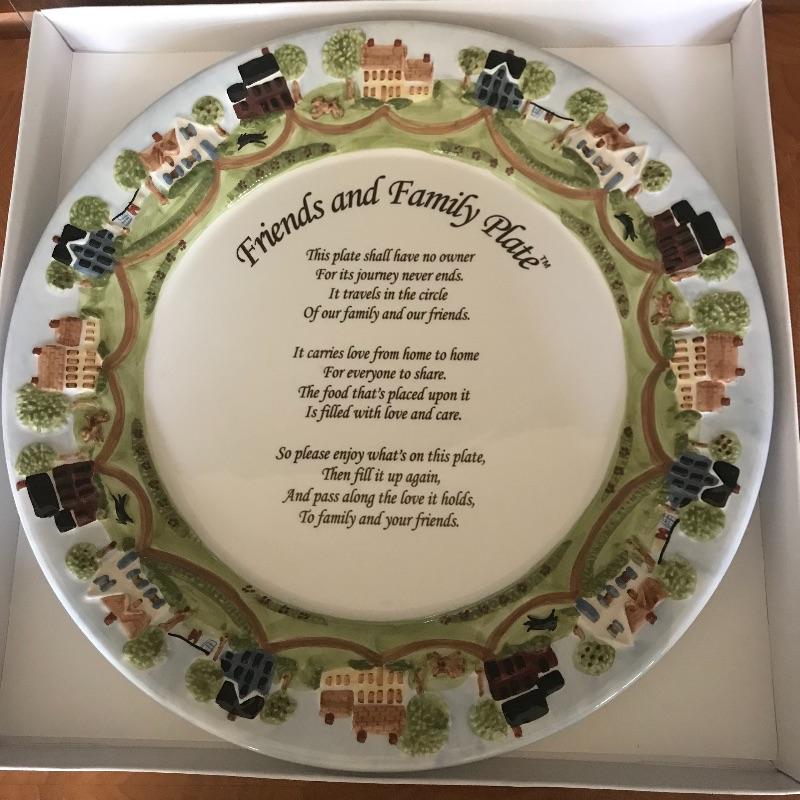 Friends and Family Plate™
This plate shall have no owner
For its journey never ends.
It travels in the circle
Of our family and our friends.
It carries love from home to home
For everyone to share.
The food that's placed upon it
Is filled with love and care.
So please enjoy what's on this plate,
Then fill it up again,
And pass along the love it holds,
To family and your friends.